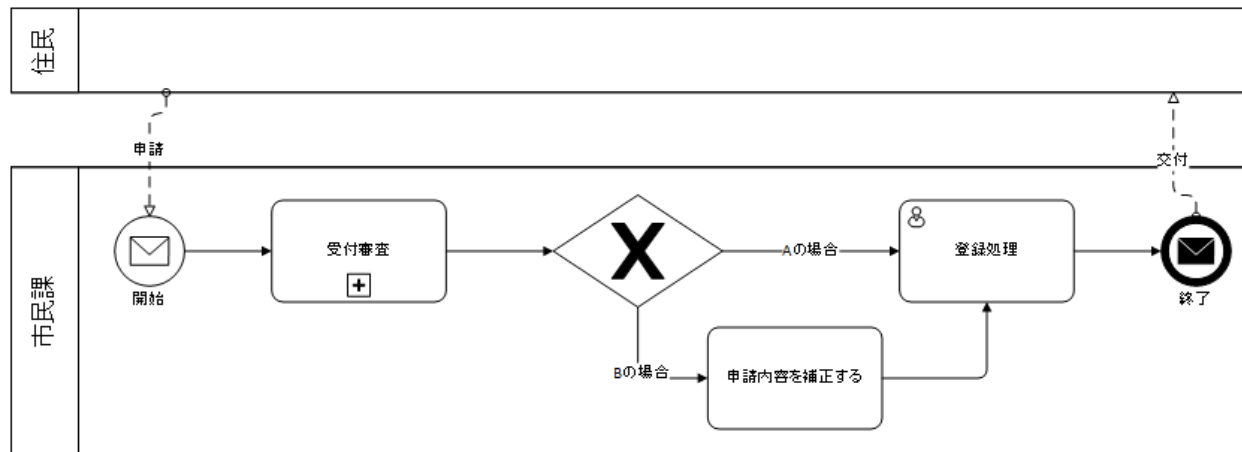 住民
申請
交付
市民課
開始
受付審査
Aの場合
登録処理
終了
Bの場合
申請内容を補正する